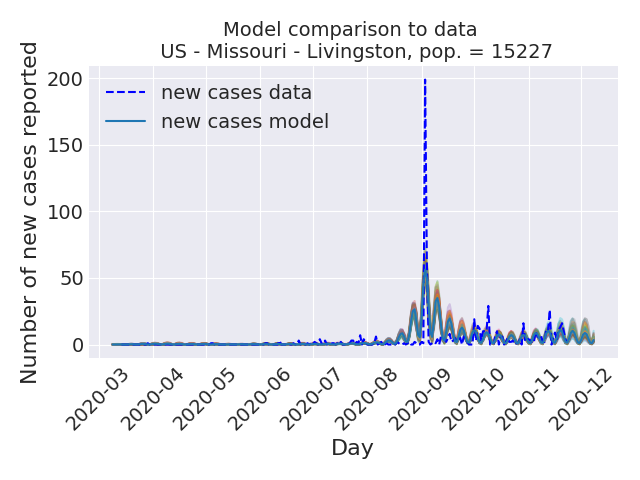 Model comparison to data
US - Missouri - Livingston, pop. = 15227
Number of new cases reported
200
150
100
50
0
new cases data
new cases model
2020-03
2020-04
2020-05
2020-06
2020-07
2020-08
2020-09
2020-10
2020-11
2020-12
Day